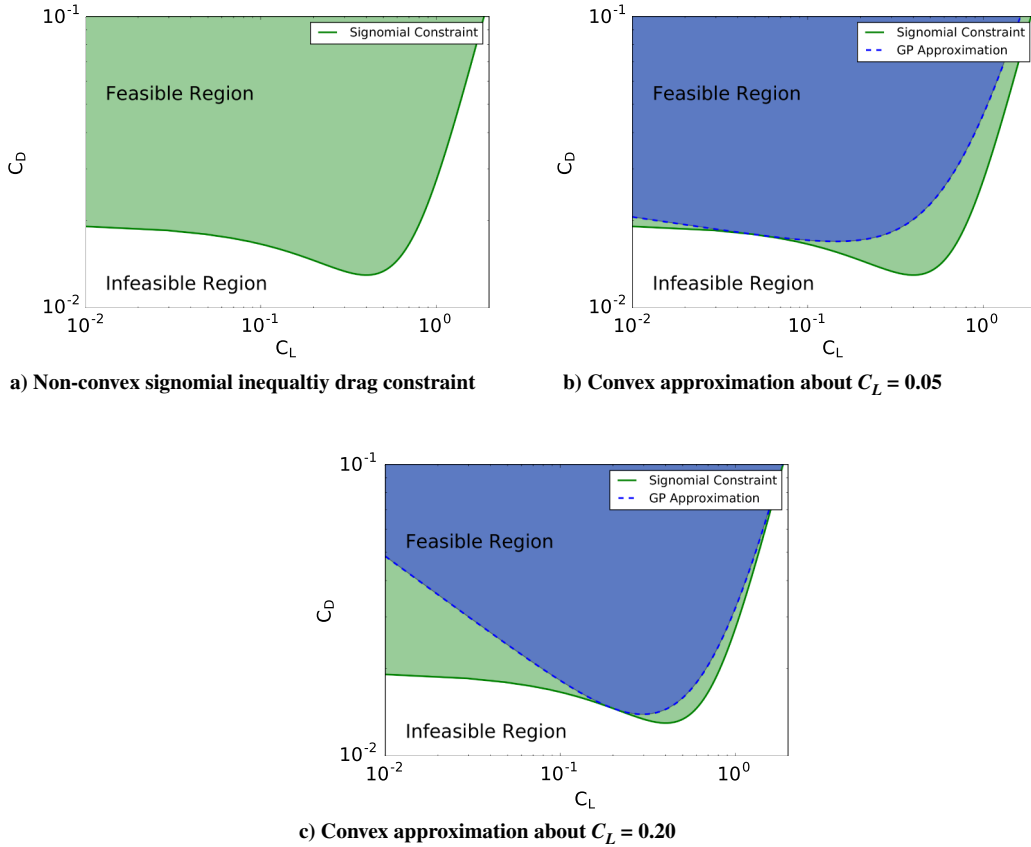 10^-1
Signomial Constraint
Feasible Region
C_D
Infeasible Region
10^-2
10^-2 10^-1 10^0
C_L
a) Non-convex signomial inequaltiy drag constraint
10^-1
Signomial Constraint
GP Approximation
Feasible Region
C_D
Infeasible Region
10^-2
10^-2 10^-1 10^0
C_L
b) Convex approximation about C_L = 0.05
10^-1
Signomial Constraint
GP Approximation
Feasible Region
C_D
Infeasible Region
10^-2
10^-2 10^-1 10^0
C_L
c) Convex approximation about C_L = 0.20